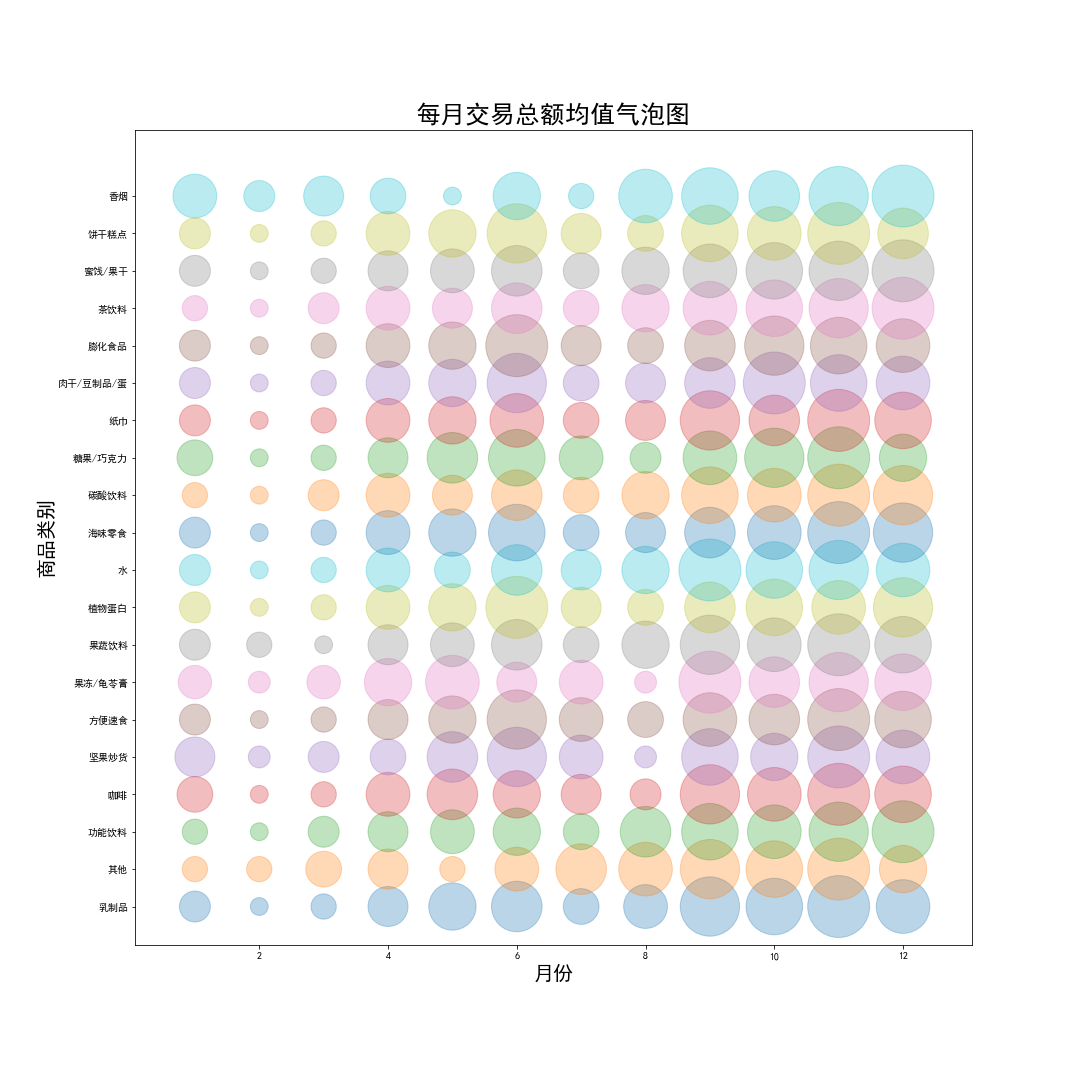 每月交易总额均值气泡图
商品类别
香烟
饼干糕点
蜜饯/果干
茶饮料
膨化食品
肉干/豆制品/蛋
纸巾
糖果/巧克力
碳酸饮料
海味零食
水
植物蛋白
果蔬饮料
果冻/龟苓膏
方便速食
坚果炒货
咖啡
功能饮料
其他
乳制品
2 4 6 8 10 12
月份